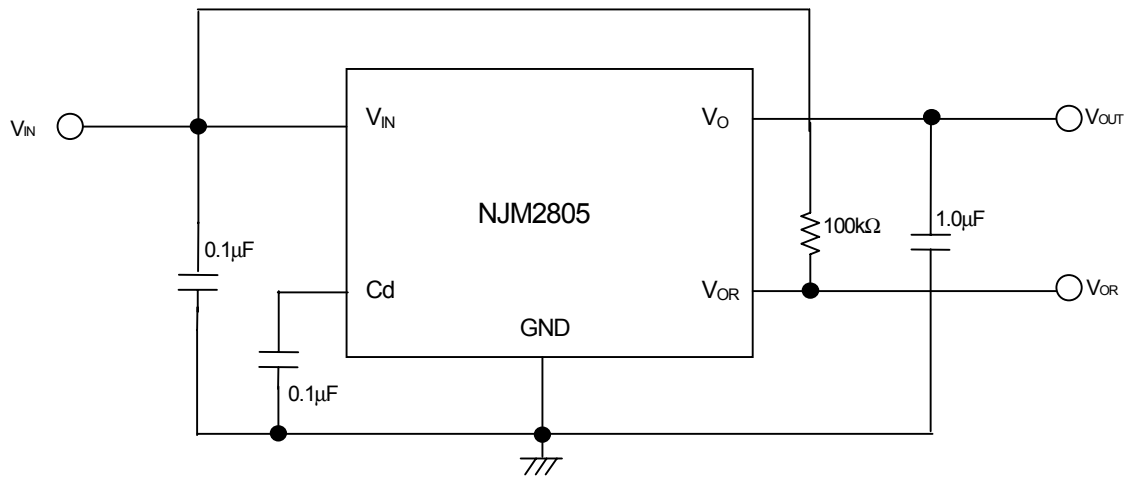 VIN
VIN
VO
VOUT
NJM2805
0.1μF
100kΩ
1.0μF
Cd
VOR
VOR
GND
0.1μF